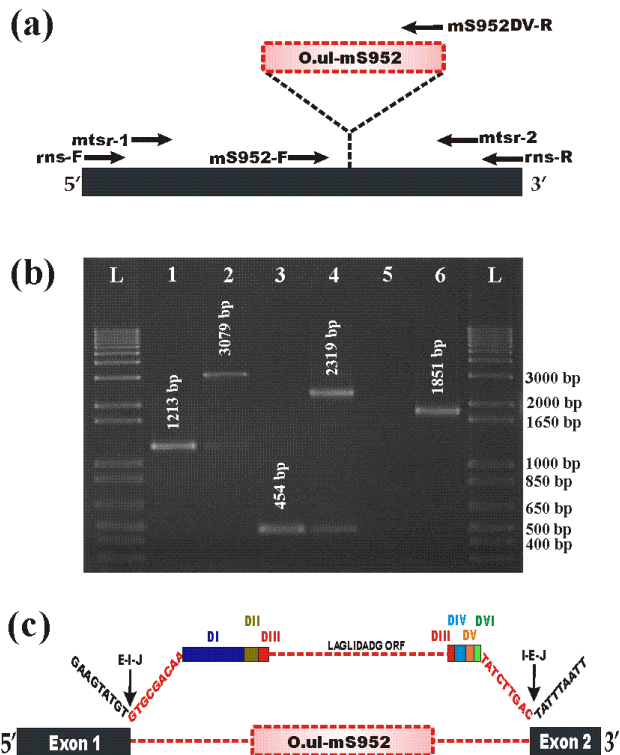 (a)
mS952DV-R
O.ul-mS952
mtsr-1
mtsr-2
rns-F
mS952-F
rns-R
5′
3′
(b)
L 1 2 3 4 5 6 L
1213 bp
3079 bp
454 bp
2319 bp
1851 bp
3000 bp
2000 bp
1650 bp
1000 bp
850 bp
650 bp
500 bp
400 bp
(c)
DI
DII
DIII
LAGLIDADG ORF
DIII
DIV
DV
DVI
GAAGTATGT
E-I-J
GTGCGACAA
TATCTTGAC
I-E-J
TATTTAATT
5′
Exon 1
O.ul-mS952
Exon 2
3′